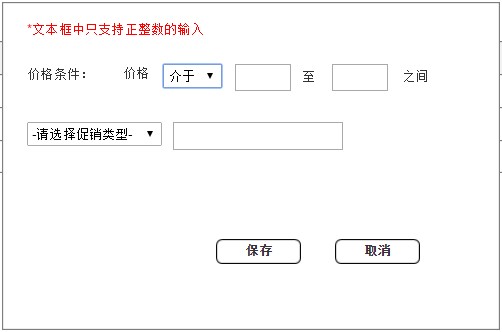 *文本框中只支持正整数的输入
价格条件： 价格 介于 至 之间
-请选择促销类型-
保存 取消